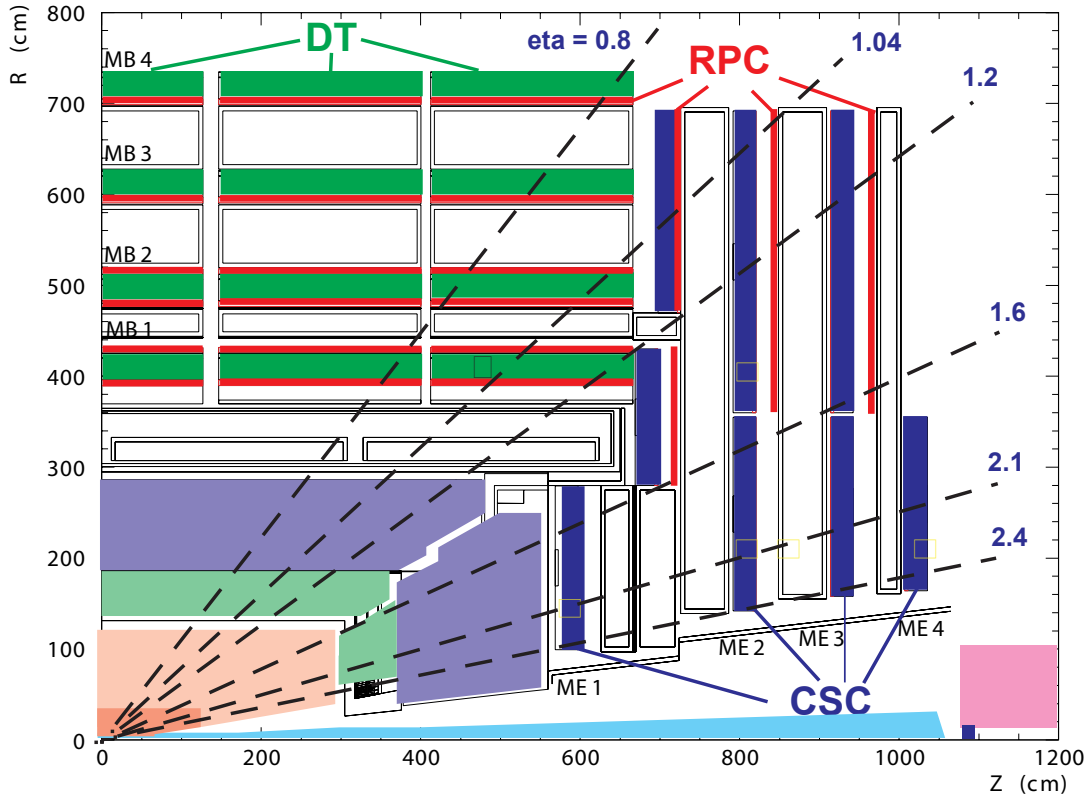 R (cm)
800
700
600
500
400
300
200
100
0
MB 4
MB 3
MB 2
MB 1
DT
eta = 0.8
RPC
1.04
1.2
1.6
2.1
2.4
ME 1
ME 2
ME 3
ME 4
CSC
0
200
400
600
800
1000
1200
Z (cm)